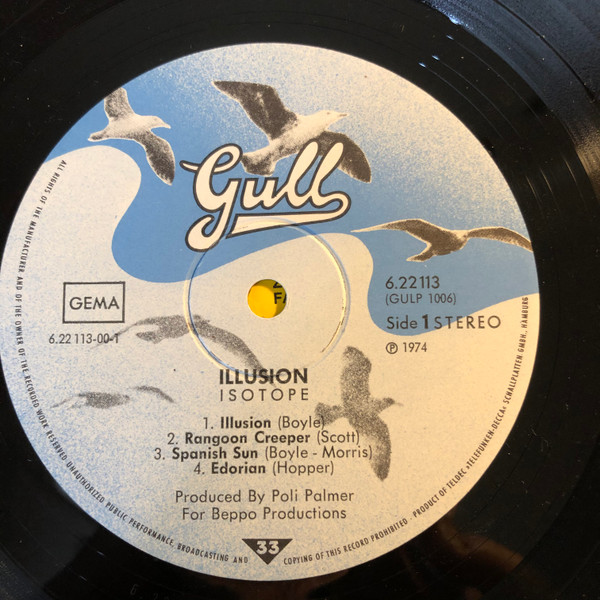 Gull
GEMA
6.22 113-00-1
6.22113
(GULP 1006)
Side 1 STEREO
℗ 1974
ILLUSION
ISOTOPE
1. Illusion (Boyle)
2. Rangoon Creeper (Scott)
3. Spanish Sun (Boyle - Morris)
4. Edorian (Hopper)
Produced By Poli Palmer
For Beppo Productions
33
ALL RIGHTS OF THE MANUFACTURER AND OF THE OWNER OF THE RECORDED WORK RESERVED · UNAUTHORIZED PUBLIC PERFORMANCE, BROADCASTING AND COPYING OF THIS RECORD PROHIBITED · PRODUCT OF TELDEC »TELEFUNKEN-DECCA« SCHALLPLATTEN GMBH., HAMBURG